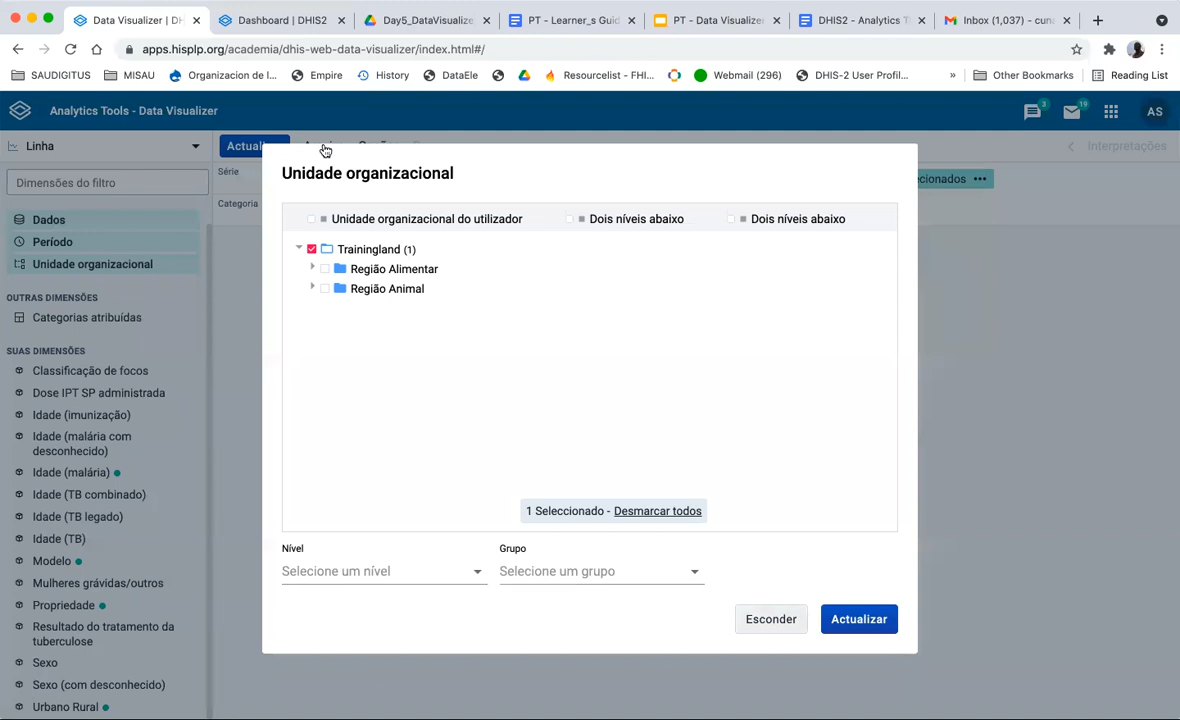 Data Visualizer | DH
Dashboard | DHIS2
Day5_DataVisualize
PT - Learner_s Guid
PT - Data Visualize
DHIS2 - Analytics T
Inbox (1,037) - cuna
apps.hisplp.org/academia/dhis-web-data-visualizer/index.html#/
SAUDIGITUS
MISAU
Organizacion de I...
Empire
History
DataEle
Resourcelist - FHI...
Webmail (296)
DHIS-2 User Profil...
»
Other Bookmarks
Reading List
Analytics Tools - Data Visualizer
3
19
AS
Linha
Interpretações
Série
ecionados
Dimensões do filtro
Categoria
Dados
Período
Unidade organizacional
OUTRAS DIMENSÕES
Categorias atribuídas
SUAS DIMENSÕES
Classificação de focos
Dose IPT SP administrada
Idade (imunização)
Idade (malária com
desconhecido)
Idade (malária)
Idade (TB combinado)
Idade (TB legado)
Idade (TB)
Modelo
Mulheres grávidas/outros
Propriedade
Resultado do tratamento da
tuberculose
Sexo
Sexo (com desconhecido)
Urbano Rural
Unidade organizacional
Unidade organizacional do utilizador
Dois níveis abaixo
Dois níveis abaixo
Trainingland (1)
Região Alimentar
Região Animal
1 Seleccionado - Desmarcar todos
Nível
Grupo
Selecione um nível
Selecione um grupo
Esconder
Actualizar